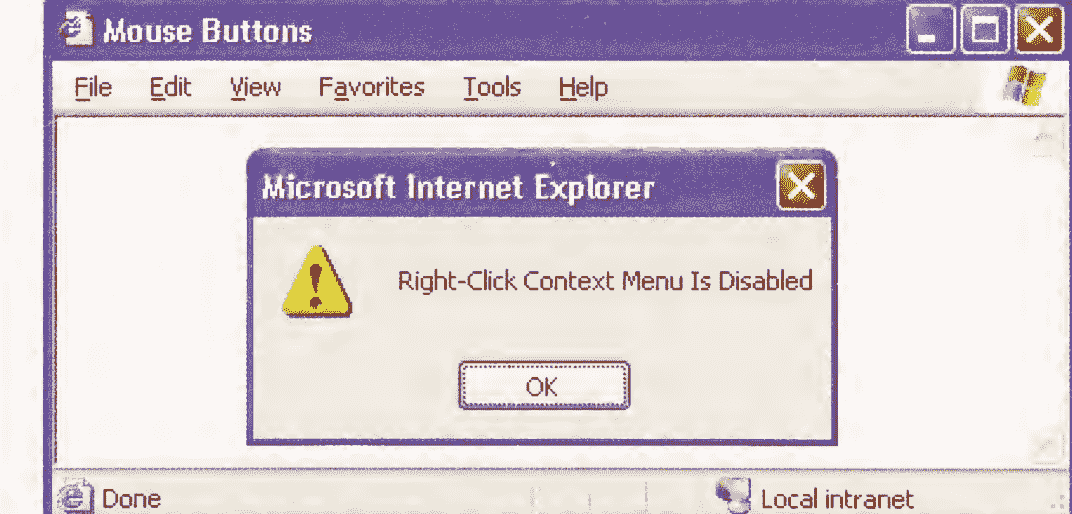 Mouse Buttons
File Edit View Favorites Tools Help
Microsoft Internet Explorer
Right-Click Context Menu Is Disabled
OK
Done Local intranet